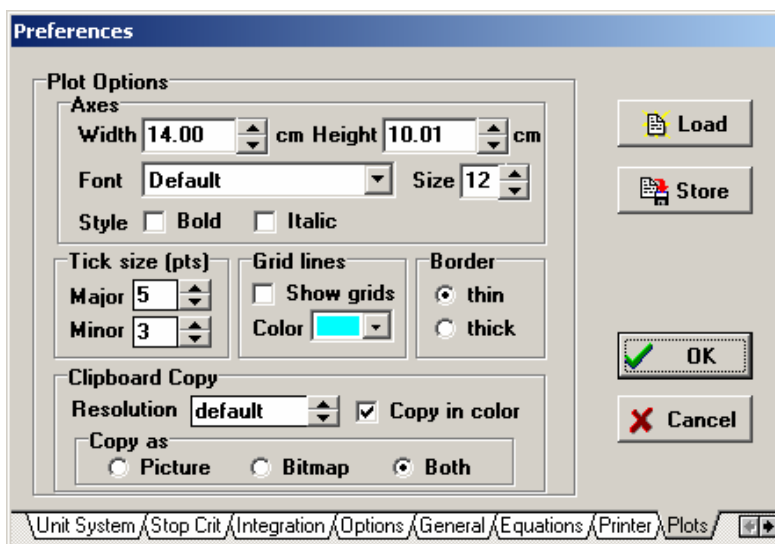 Preferences
Plot Options
Axes
Width 14.00 cm Height 10.01 cm
Font Default Size 12
Style Bold Italic
Tick size (pts)
Major 5
Minor 3
Grid lines
Show grids
Color
Border
thin
thick
Clipboard Copy
Resolution default Copy in color
Copy as
Picture Bitmap Both
Load
Store
OK
Cancel
Unit System Stop Crit Integration Options General Equations Printer Plots